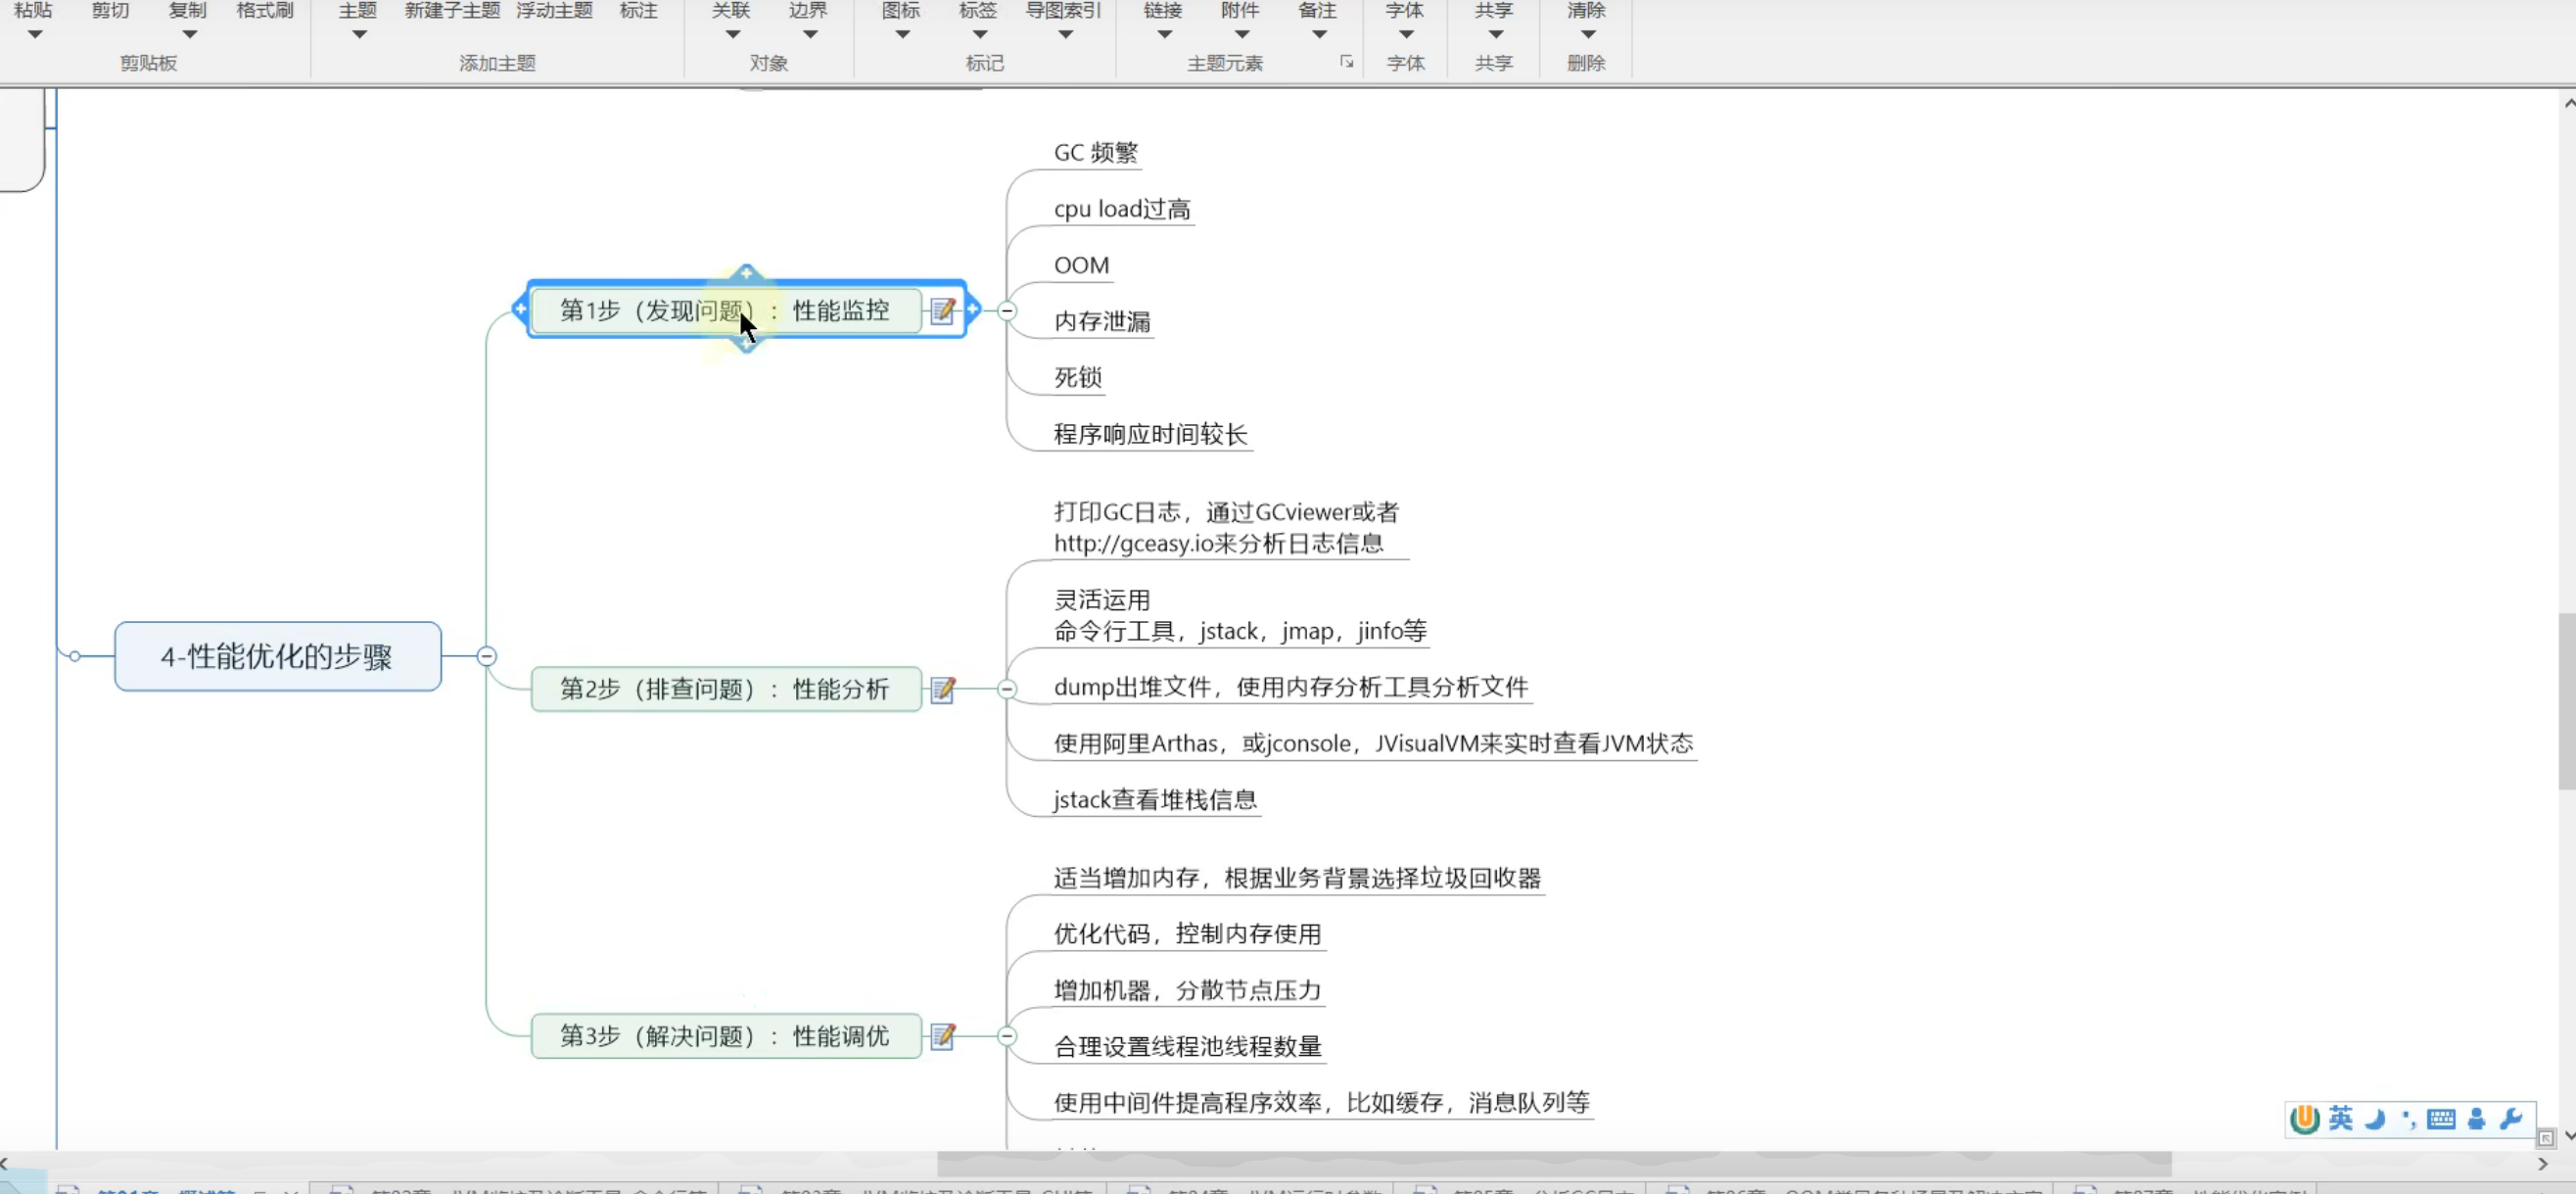 粘贴 剪切 复制 格式刷 主题 新建子主题 浮动主题 标注 关联 边界 图标 标签 导图索引 链接 附件 备注 字体 共享 清除
剪贴板 添加主题 对象 标记 主题元素 字体 共享 删除
GC 频繁
cpu load过高
OOM
内存泄漏
死锁
程序响应时间较长
第1步（发现问题）：性能监控
打印GC日志，通过GCviewer或者
http://gceasy.io来分析日志信息
灵活运用
命令行工具，jstack，jmap，jinfo等
dump出堆文件，使用内存分析工具分析文件
使用阿里Arthas，或jconsole，JVisualVM来实时查看JVM状态
jstack查看堆栈信息
4-性能优化的步骤
第2步（排查问题）：性能分析
适当增加内存，根据业务背景选择垃圾回收器
优化代码，控制内存使用
增加机器，分散节点压力
合理设置线程池线程数量
使用中间件提高程序效率，比如缓存，消息队列等
第3步（解决问题）：性能调优
英